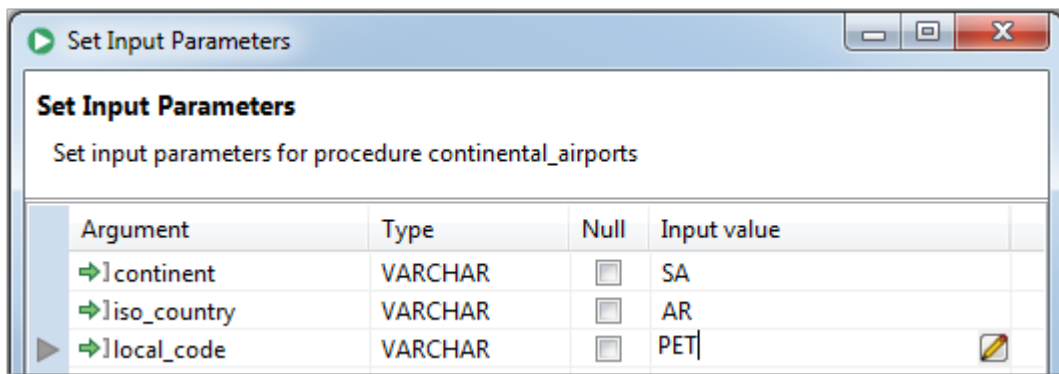 Set Input Parameters
Set Input Parameters
Set input parameters for procedure continental_airports
Argument Type Null Input value
continent VARCHAR SA
iso_country VARCHAR AR
local_code VARCHAR PET